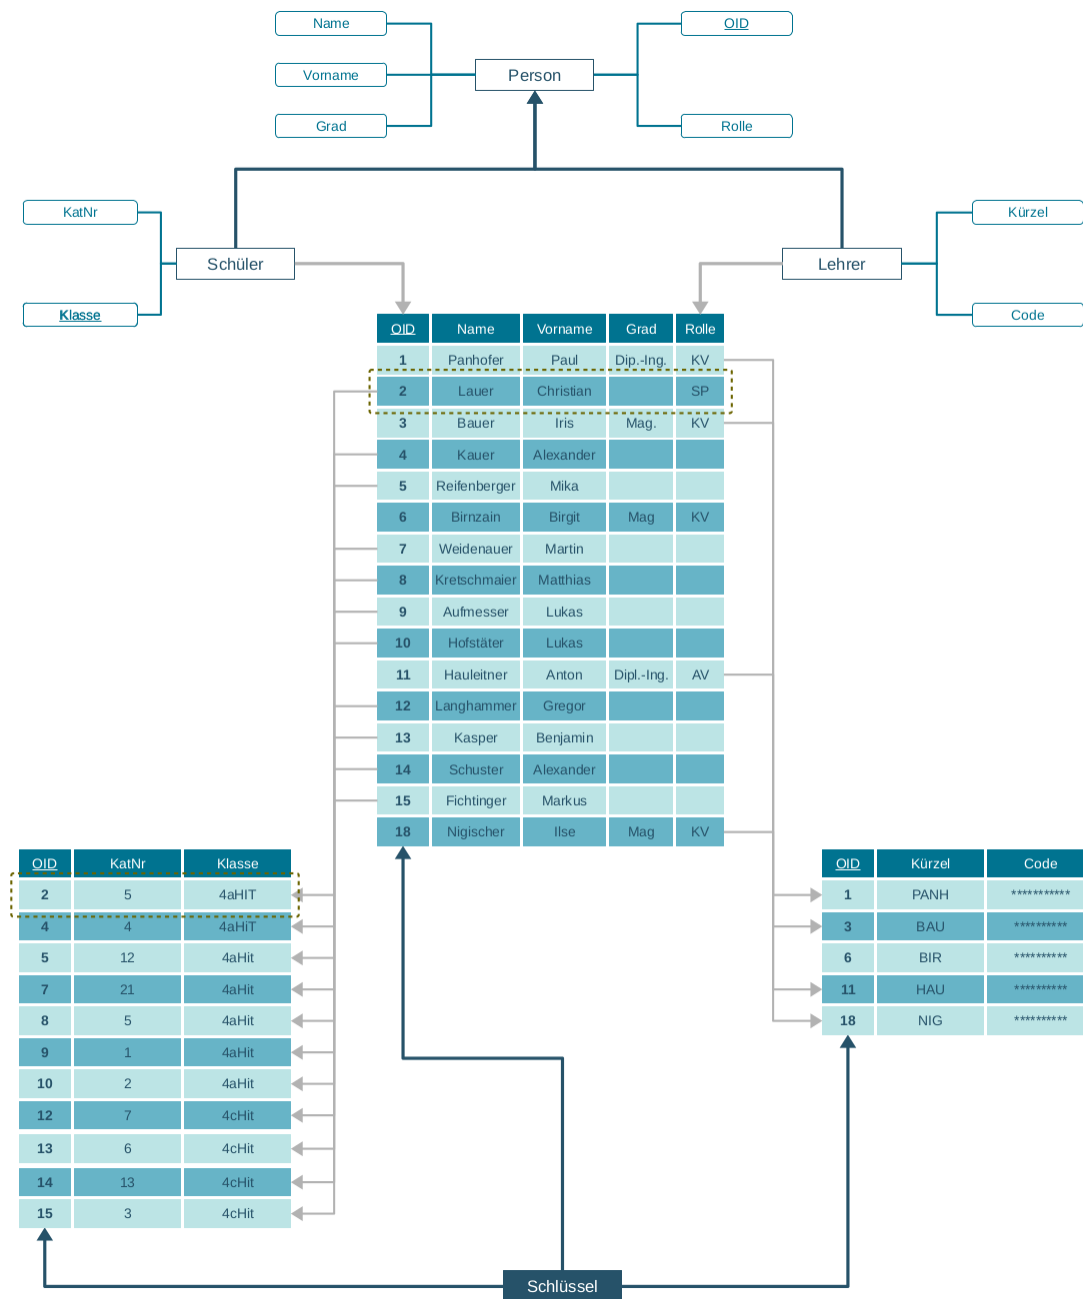 Name
OID
Vorname
Person
Grad
Rolle
KatNr
Kürzel
Schüler
Lehrer
Klasse
Code
OID Name Vorname Grad Rolle
1 Panhofer Paul Dip.-Ing. KV
2 Lauer Christian SP
3 Bauer Iris Mag. KV
4 Kauer Alexander
5 Reifenberger Mika
6 Birnzain Birgit Mag KV
7 Weidenauer Martin
8 Kretschmaier Matthias
9 Aufmesser Lukas
10 Hofstäter Lukas
11 Hauleitner Anton Dipl.-Ing. AV
12 Langhammer Gregor
13 Kasper Benjamin
14 Schuster Alexander
15 Fichtinger Markus
18 Nigischer Ilse Mag KV
OID KatNr Klasse
2 5 4aHIT
4 4 4aHiT
5 12 4aHit
7 21 4aHit
8 5 4aHit
9 1 4aHit
10 2 4aHit
12 7 4cHit
13 6 4cHit
14 13 4cHit
15 3 4cHit
OID Kürzel Code
1 PANH ***********
3 BAU **********
6 BIR **********
11 HAU **********
18 NIG **********
Schlüssel